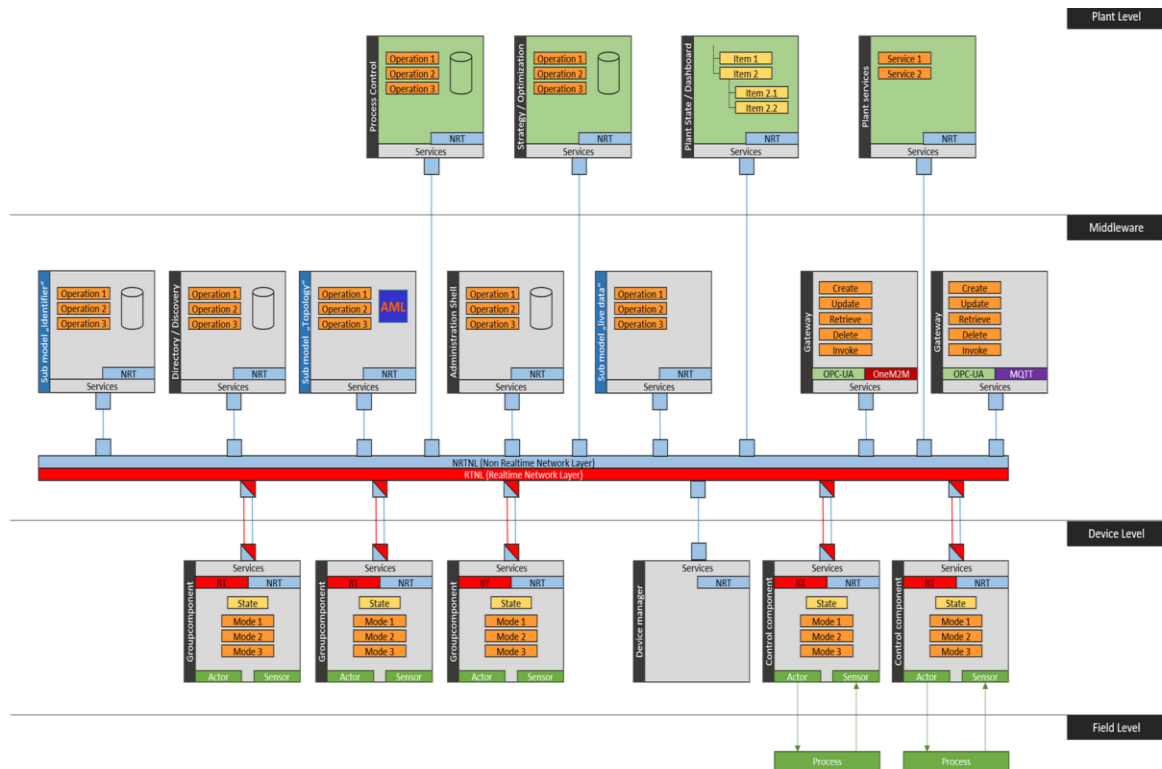 Plant Level
Process Control
Operation 1
Operation 2
Operation 3
NRT
Services
Strategy / Optimization
Operation 1
Operation 2
Operation 3
NRT
Services
Plant State / Dashboard
Item 1
Item 2
Item 2.1
Item 2.2
NRT
Services
Plant services
Service 1
Service 2
NRT
Services
Middleware
Sub model „Identifier"
Operation 1
Operation 2
Operation 3
NRT
Services
Directory / Discovery
Operation 1
Operation 2
Operation 3
NRT
Services
Sub model „Topology"
Operation 1
Operation 2
Operation 3
AML
NRT
Services
Administration Shell
Operation 1
Operation 2
Operation 3
NRT
Services
Sub model „live data"
Operation 1
Operation 2
Operation 3
NRT
Services
Gateway
Create
Update
Retrieve
Delete
Invoke
OPC-UA
OneM2M
Services
Gateway
Create
Update
Retrieve
Delete
Invoke
OPC-UA
MQTT
Services
NRTNL (Non Realtime Network Layer)
RTNL (Realtime Network Layer)
Device Level
Groupcomponent
Services
RT
NRT
State
Mode 1
Mode 2
Mode 3
Actor
Sensor
Groupcomponent
Services
RT
NRT
State
Mode 1
Mode 2
Mode 3
Actor
Sensor
Groupcomponent
Services
RT
NRT
State
Mode 1
Mode 2
Mode 3
Actor
Sensor
Device manager
Services
NRT
Control component
Services
RT
NRT
State
Mode 1
Mode 2
Mode 3
Actor
Sensor
Control component
Services
RT
NRT
State
Mode 1
Mode 2
Mode 3
Actor
Sensor
Field Level
Process
Process